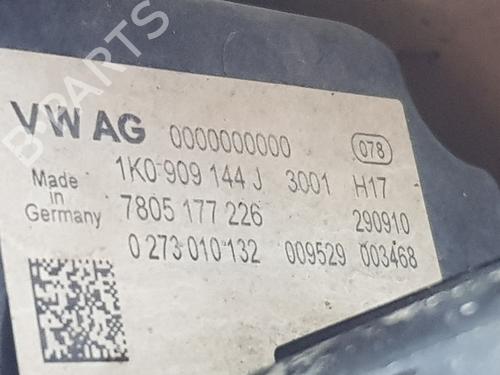 B-PARTS
VW AG 0000000000 078
1K0 909 144 J 3001 H17
Made in Germany
7805 177 226 290910
0 273 010 132 009529 003468